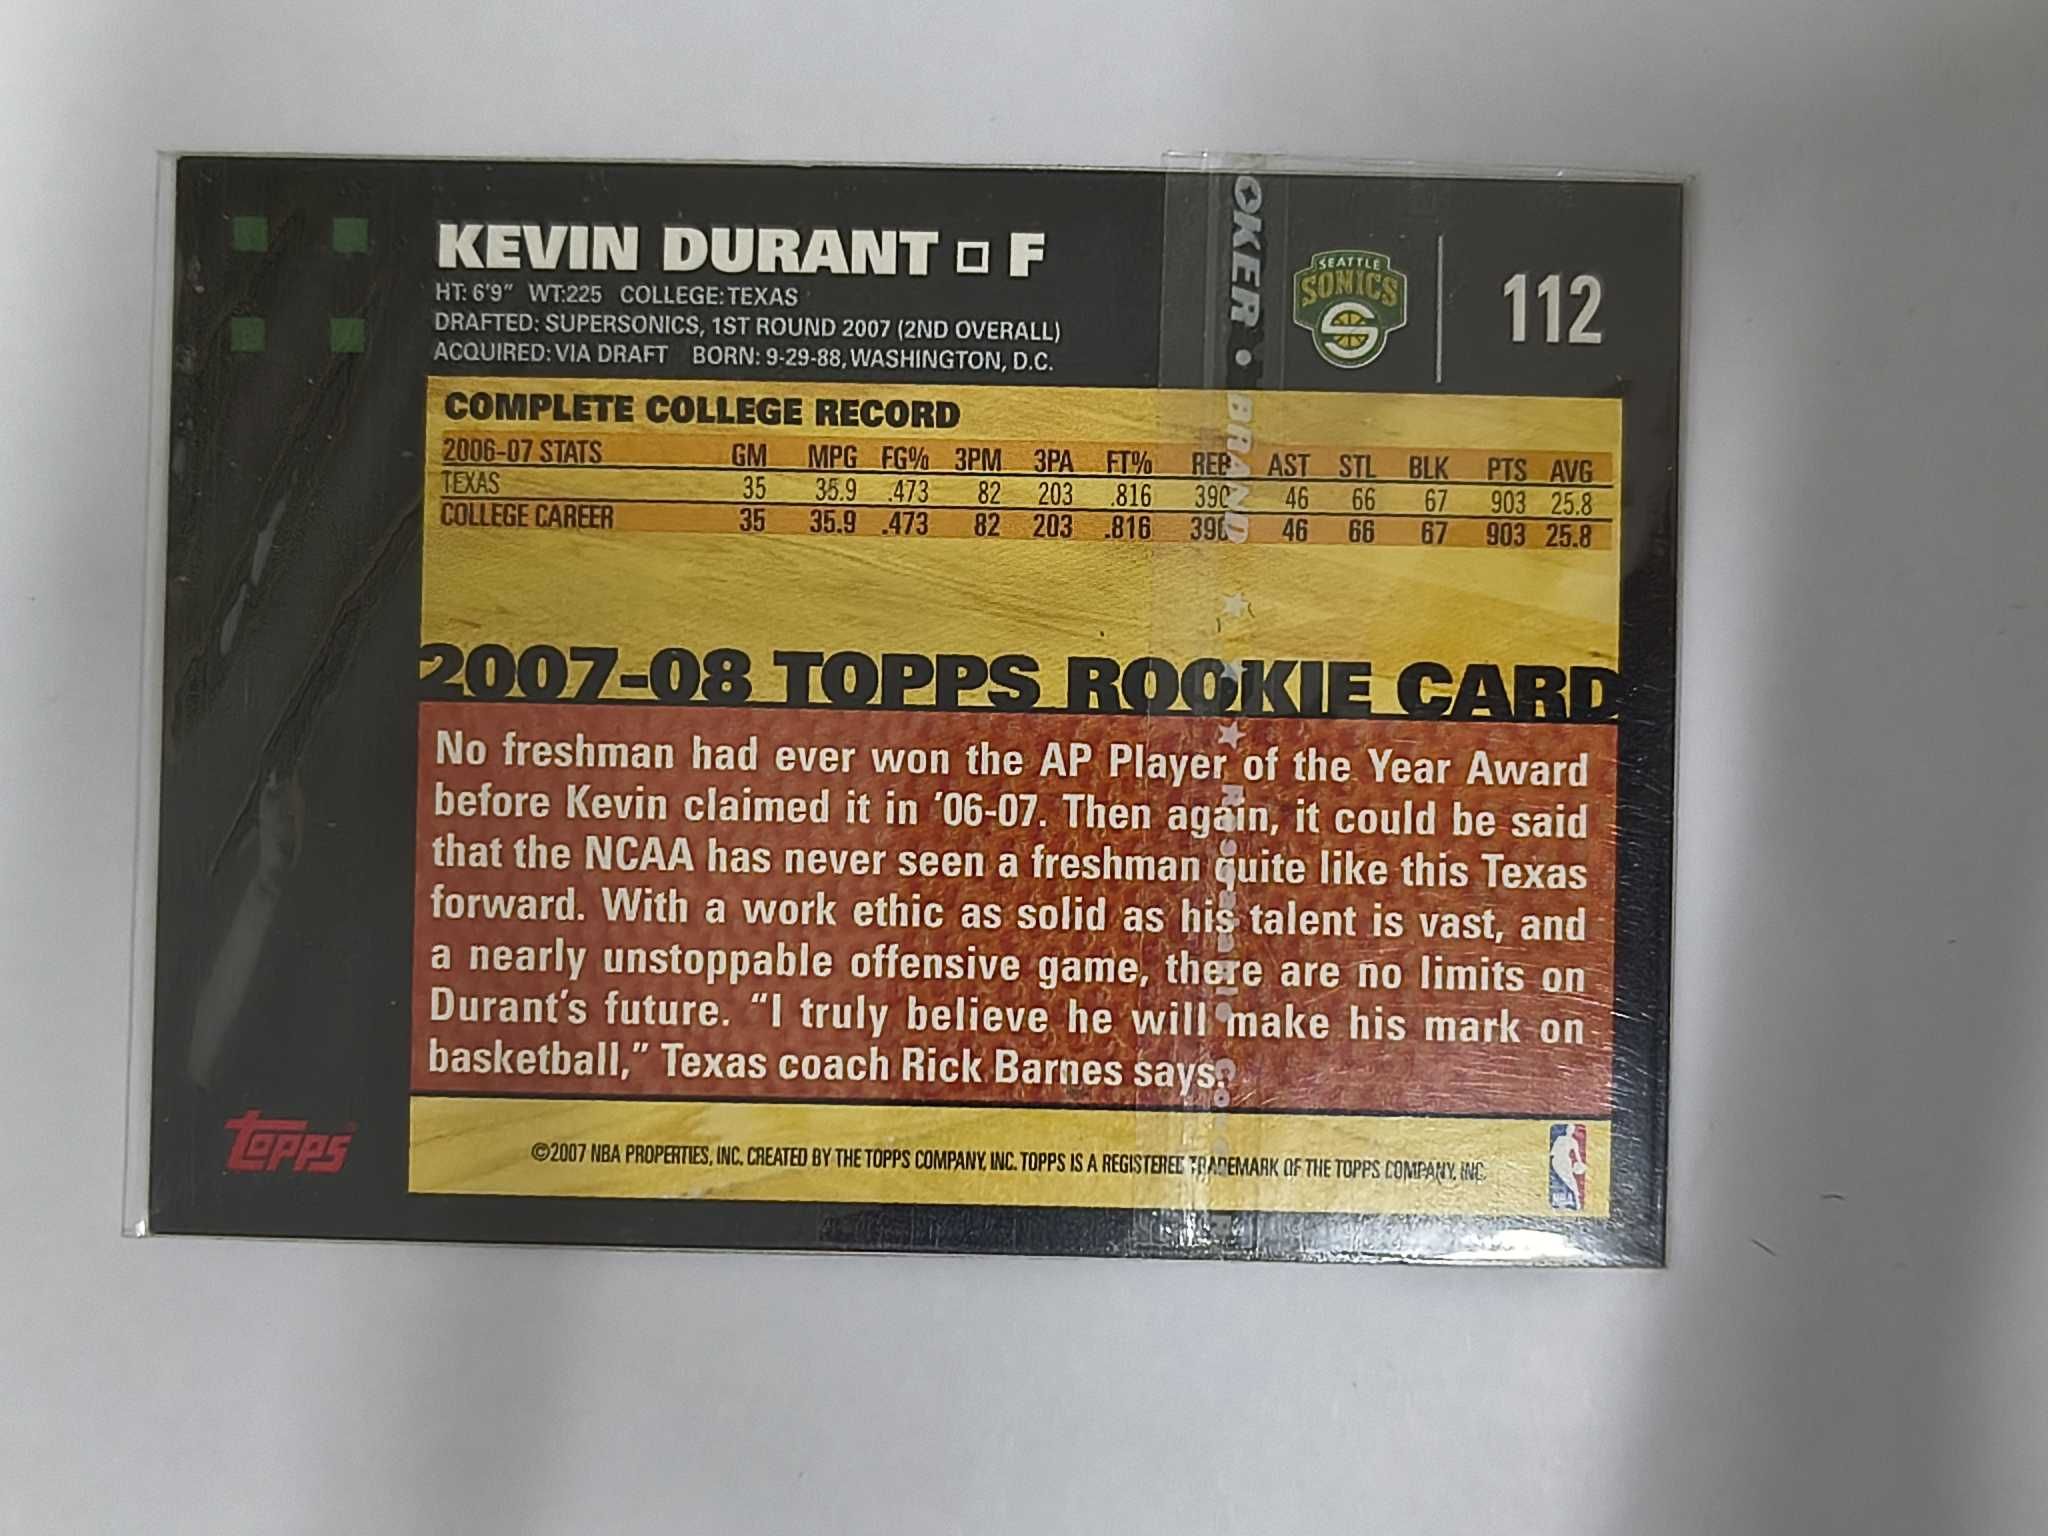 KEVIN DURANT □ F
HT: 6'9" WT:225 COLLEGE: TEXAS
DRAFTED: SUPERSONICS, 1ST ROUND 2007 (2ND OVERALL)
ACQUIRED: VIA DRAFT BORN: 9-29-88, WASHINGTON, D.C.
SEATTLE
SONICS
112
COMPLETE COLLEGE RECORD
2006-07 STATS GM MPG FG% 3PM 3PA FT% REB AST STL BLK PTS AVG
TEXAS 35 35.9 .473 82 203 .816 390 46 66 67 903 25.8
COLLEGE CAREER 35 35.9 .473 82 203 .816 390 46 66 67 903 25.8
2007-08 TOPPS ROOKIE CARD
No freshman had ever won the AP Player of the Year Award
before Kevin claimed it in '06-07. Then again, it could be said
that the NCAA has never seen a freshman quite like this Texas
forward. With a work ethic as solid as his talent is vast, and
a nearly unstoppable offensive game, there are no limits on
Durant's future. "I truly believe he will make his mark on
basketball," Texas coach Rick Barnes says.
topps
©2007 NBA PROPERTIES, INC. CREATED BY THE TOPPS COMPANY, INC. TOPPS IS A REGISTERED TRADEMARK OF THE TOPPS COMPANY, INC.
NBA
OKER • BRAND